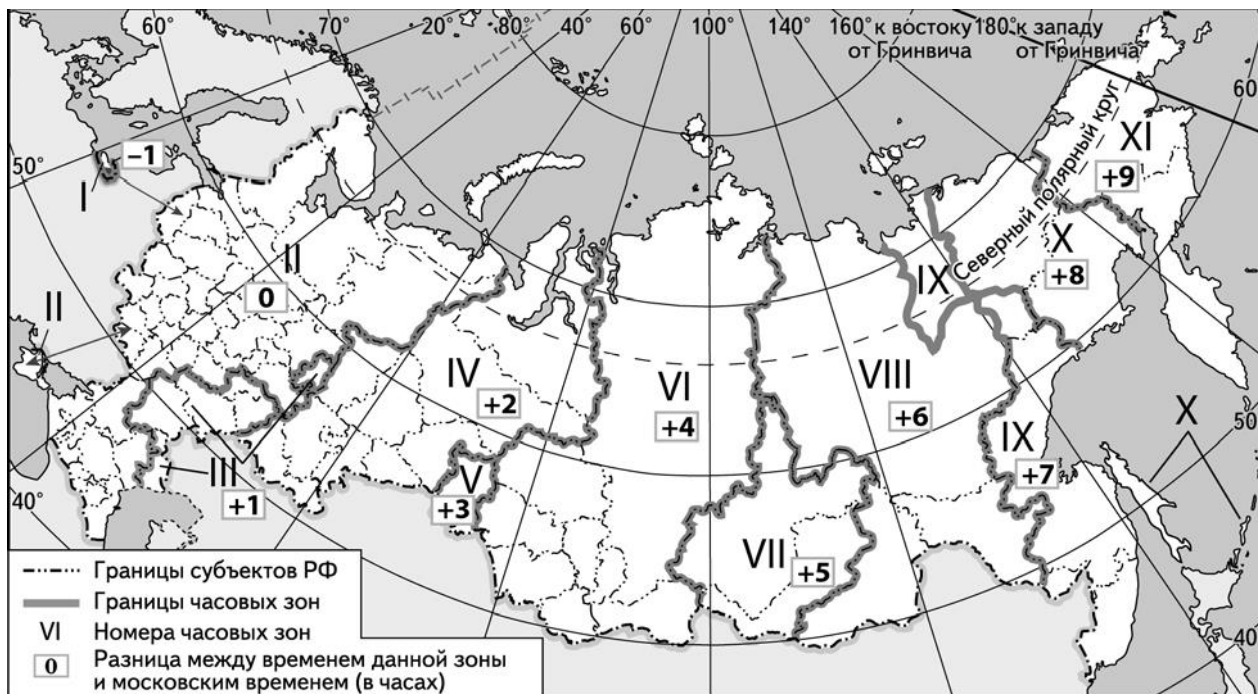 60° 70° 20° 60° 40° 60° 80° 100° 120° 140° 160° к востоку от Гринвича 180° к западу от Гринвича
60°
50°
–1
I
Северный полярный круг
XI
+9
II
0
X
+8
IX
II
IV
+2
VI
+4
VIII
+6
X
50°
IX
+7
V
+3
III
+1
40°
VII
+5
40°
Границы субъектов РФ
Границы часовых зон
VI Номера часовых зон
0 Разница между временем данной зоны
и московским временем (в часах)